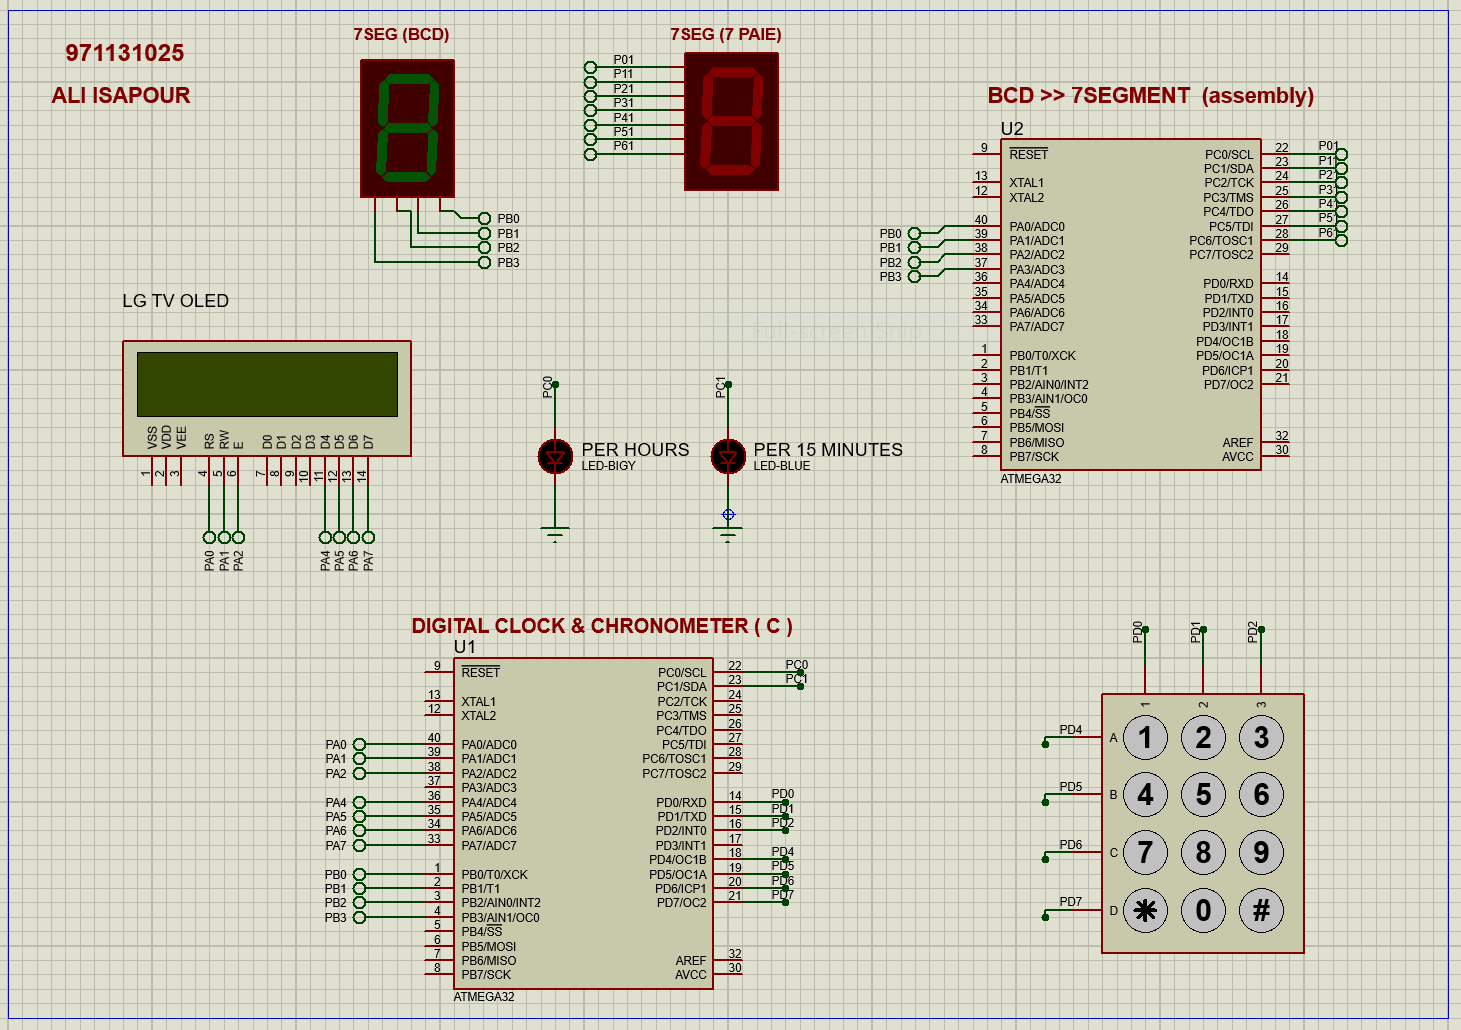 971131025
ALI ISAPOUR
7SEG (BCD)
PB0
PB1
PB2
PB3
7SEG (7 PAIE)
P01
P11
P21
P31
P41
P51
P61
BCD >> 7SEGMENT (assembly)
U2
9 RESET
13 XTAL1
12 XTAL2
PB0 40 PA0/ADC0
PB1 39 PA1/ADC1
PB2 38 PA2/ADC2
PB3 37 PA3/ADC3
36 PA4/ADC4
35 PA5/ADC5
34 PA6/ADC6
33 PA7/ADC7
1 PB0/T0/XCK
2 PB1/T1
3 PB2/AIN0/INT2
4 PB3/AIN1/OC0
5 PB4/SS
6 PB5/MOSI
7 PB6/MISO
8 PB7/SCK
PC0/SCL 22 P01
PC1/SDA 23 P11
PC2/TCK 24 P21
PC3/TMS 25 P31
PC4/TDO 26 P41
PC5/TDI 27 P51
PC6/TOSC1 28 P61
PC7/TOSC2 29
PD0/RXD 14
PD1/TXD 15
PD2/INT0 16
PD3/INT1 17
PD4/OC1B 18
PD5/OC1A 19
PD6/ICP1 20
PD7/OC2 21
AREF 32
AVCC 30
ATMEGA32
LG TV OLED
VSS VDD VEE RS RW E D0 D1 D2 D3 D4 D5 D6 D7
1 2 3 4 5 6 7 8 9 10 11 12 13 14
PA0 PA1 PA2 PA4 PA5 PA6 PA7
PC0
PER HOURS
LED-BIGY
PC1
PER 15 MINUTES
LED-BLUE
DIGITAL CLOCK & CHRONOMETER ( C )
U1
9 RESET
13 XTAL1
12 XTAL2
PA0 40 PA0/ADC0
PA1 39 PA1/ADC1
PA2 38 PA2/ADC2
37 PA3/ADC3
PA4 36 PA4/ADC4
PA5 35 PA5/ADC5
PA6 34 PA6/ADC6
PA7 33 PA7/ADC7
PB0 1 PB0/T0/XCK
PB1 2 PB1/T1
PB2 3 PB2/AIN0/INT2
PB3 4 PB3/AIN1/OC0
5 PB4/SS
6 PB5/MOSI
7 PB6/MISO
8 PB7/SCK
PC0/SCL 22 PC0
PC1/SDA 23 PC1
PC2/TCK 24
PC3/TMS 25
PC4/TDO 26
PC5/TDI 27
PC6/TOSC1 28
PC7/TOSC2 29
PD0/RXD 14 PD0
PD1/TXD 15 PD1
PD2/INT0 16 PD2
PD3/INT1 17
PD4/OC1B 18 PD4
PD5/OC1A 19 PD5
PD6/ICP1 20 PD6
PD7/OC2 21 PD7
AREF 32
AVCC 30
ATMEGA32
PD0 PD1 PD2
1 2 3
PD4 A 1 2 3
PD5 B 4 5 6
PD6 C 7 8 9
PD7 D * 0 #